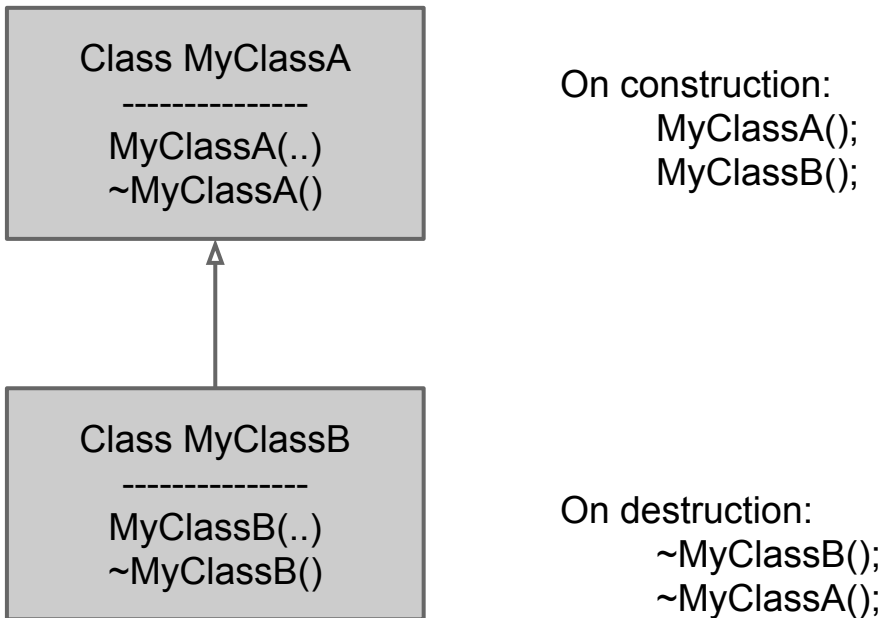 Class MyClassA
---------------
MyClassA(..)
~MyClassA()
On construction:
MyClassA();
MyClassB();
Class MyClassB
---------------
MyClassB(..)
~MyClassB()
On destruction:
~MyClassB();
~MyClassA();